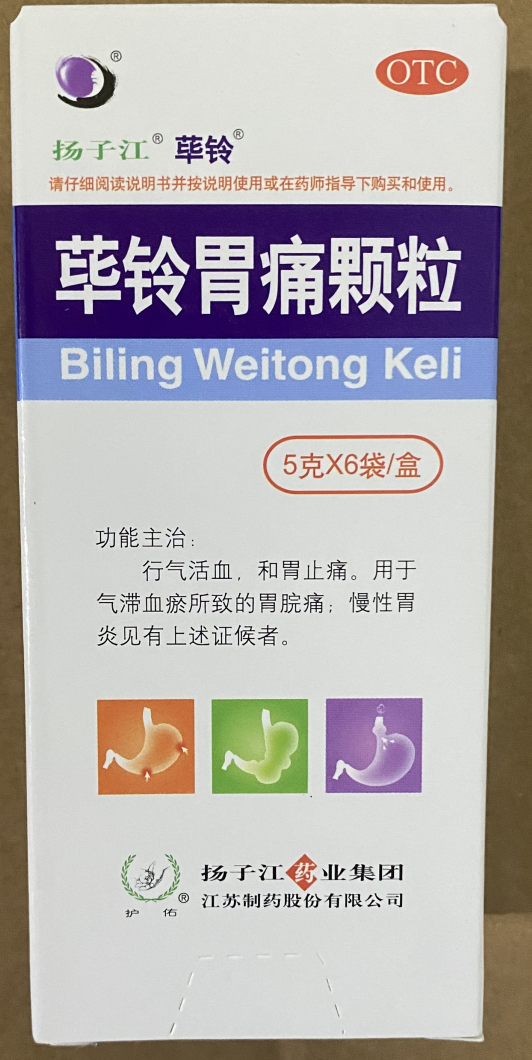 ®
OTC
扬子江® 荜铃®
请仔细阅读说明书并按说明使用或在药师指导下购买和使用。
荜铃胃痛颗粒
Biling Weitong Keli
5克X6袋/盒
功能主治:
行气活血，和胃止痛。用于
气滞血瘀所致的胃脘痛；慢性胃
炎见有上述证候者。
扬子江药业集团
江苏制药股份有限公司
®
护佑